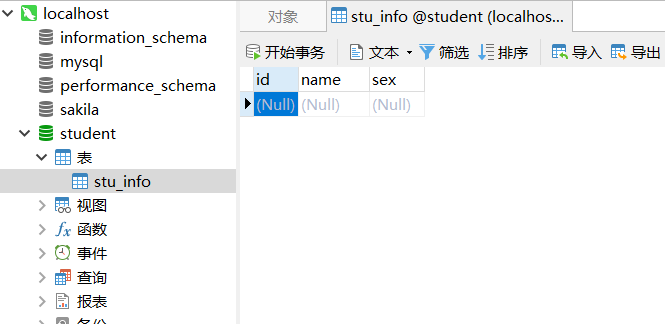 localhost
information_schema
mysql
performance_schema
sakila
student
表
stu_info
视图
函数
事件
查询
报表
备份
对象
stu_info @student (localhos...
开始事务 文本 筛选 排序 导入 导出
id name sex
(Null) (Null) (Null)